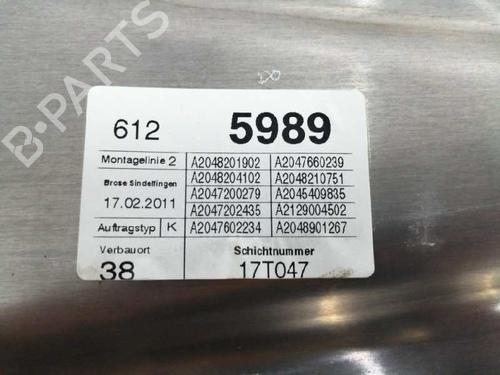 612 5989
Montagelinie 2 A2048201902 A2047660239
A2048204102 A2048210751
Brose Sindelfingen A2047200279 A2045409835
17.02.2011 A2047202435 A2129004502
Auftragstyp K A2047602234 A2048901267
Verbauort Schichtnummer
38 17T047
B-PARTS